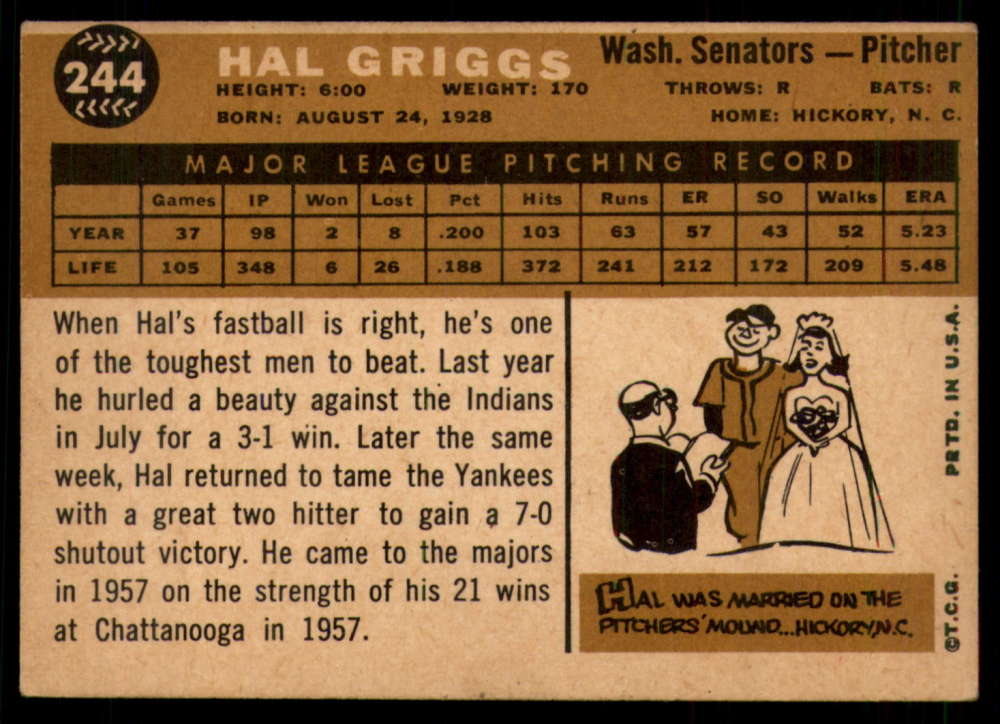 244
HAL GRIGGS
Wash. Senators — Pitcher
HEIGHT: 6:00 WEIGHT: 170 THROWS: R BATS: R
BORN: AUGUST 24, 1928 HOME: HICKORY, N. C.
MAJOR LEAGUE PITCHING RECORD
Games IP Won Lost Pct Hits Runs ER SO Walks ERA
YEAR 37 98 2 8 .200 103 63 57 43 52 5.23
LIFE 105 348 6 26 .188 372 241 212 172 209 5.48
When Hal's fastball is right, he's one
of the toughest men to beat. Last year
he hurled a beauty against the Indians
in July for a 3-1 win. Later the same
week, Hal returned to tame the Yankees
with a great two hitter to gain a 7-0
shutout victory. He came to the majors
in 1957 on the strength of his 21 wins
at Chattanooga in 1957.
HAL WAS MARRIED ON THE
PITCHERS' MOUND...HICKORY, N.C.
©T.C.G. PRTD. IN U.S.A.